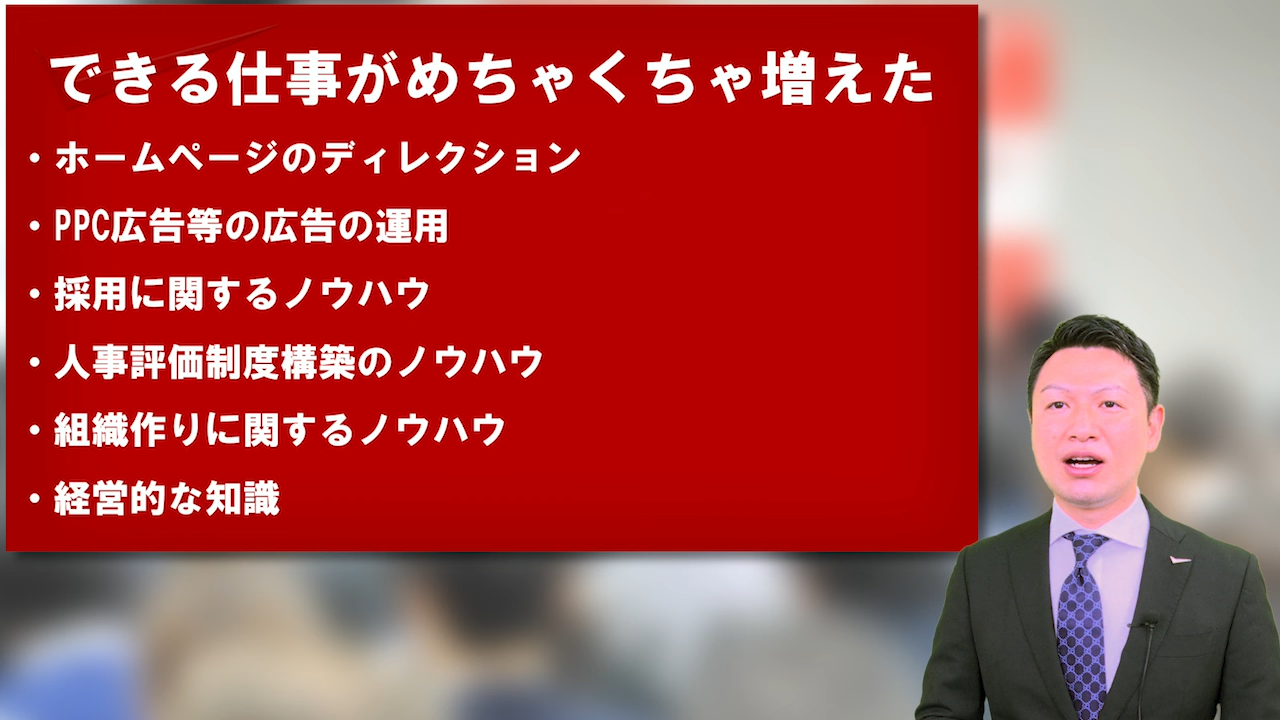 できる仕事がめちゃくちゃ増えた
・ホームページのディレクション
・PPC広告等の広告の運用
・採用に関するノウハウ
・人事評価制度構築のノウハウ
・組織作りに関するノウハウ
・経営的な知識